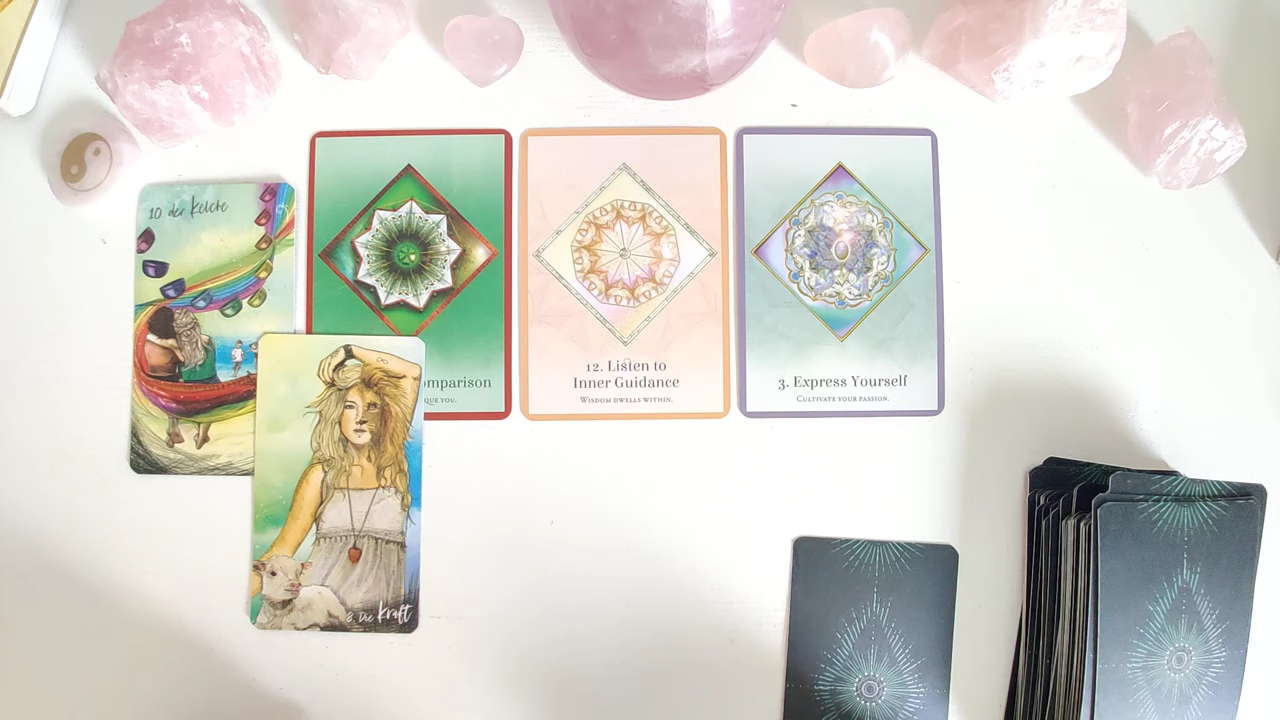 10 der Kelche
omparison
que you.
12. Listen to
Inner Guidance
Wisdom dwells within.
3. Express Yourself
Cultivate your passion.
8. Die Kraft